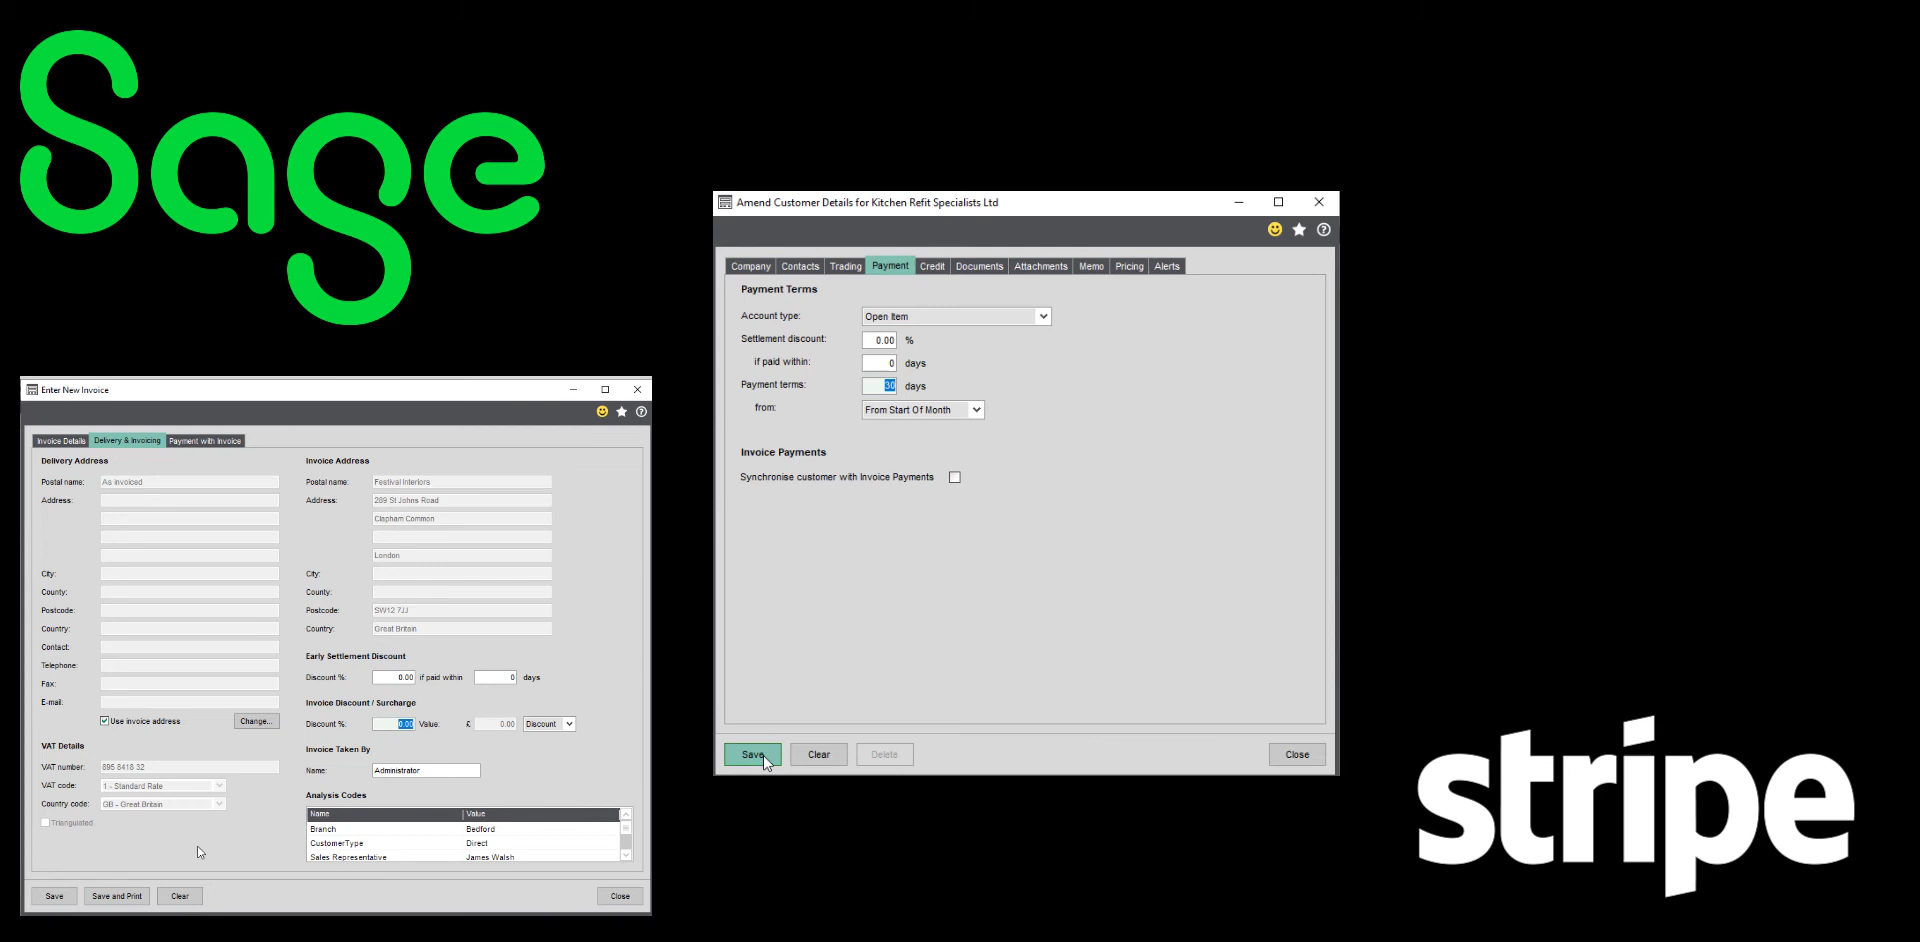 Sage
Enter New Invoice
Invoice Details Delivery & Invoicing Payment with Invoice
Delivery Address
Postal name: As invoiced
Address:
City:
County:
Postcode:
Country:
Contact:
Telephone:
Fax:
E-mail:
Use invoice address Change...
VAT Details
VAT number: 895 8418 32
VAT code: 1 - Standard Rate
Country code: GB - Great Britain
Triangulated
Invoice Address
Postal name: Festival Interiors
Address: 289 St Johns Road
Clapham Common
London
City:
County:
Postcode: SW12 7JJ
Country: Great Britain
Early Settlement Discount
Discount %: 0.00 if paid within 0 days
Invoice Discount / Surcharge
Discount %: 0.00 Value: £ 0.00 Discount
Invoice Taken By
Name: Administrator
Analysis Codes
Name Value
Branch Bedford
CustomerType Direct
Sales Representative James Walsh
Save Save and Print Clear Close
Amend Customer Details for Kitchen Refit Specialists Ltd
Company Contacts Trading Payment Credit Documents Attachments Memo Pricing Alerts
Payment Terms
Account type: Open Item
Settlement discount: 0.00 %
if paid within: 0 days
Payment terms: 30 days
from: From Start Of Month
Invoice Payments
Synchronise customer with Invoice Payments
Save Clear Delete Close
stripe